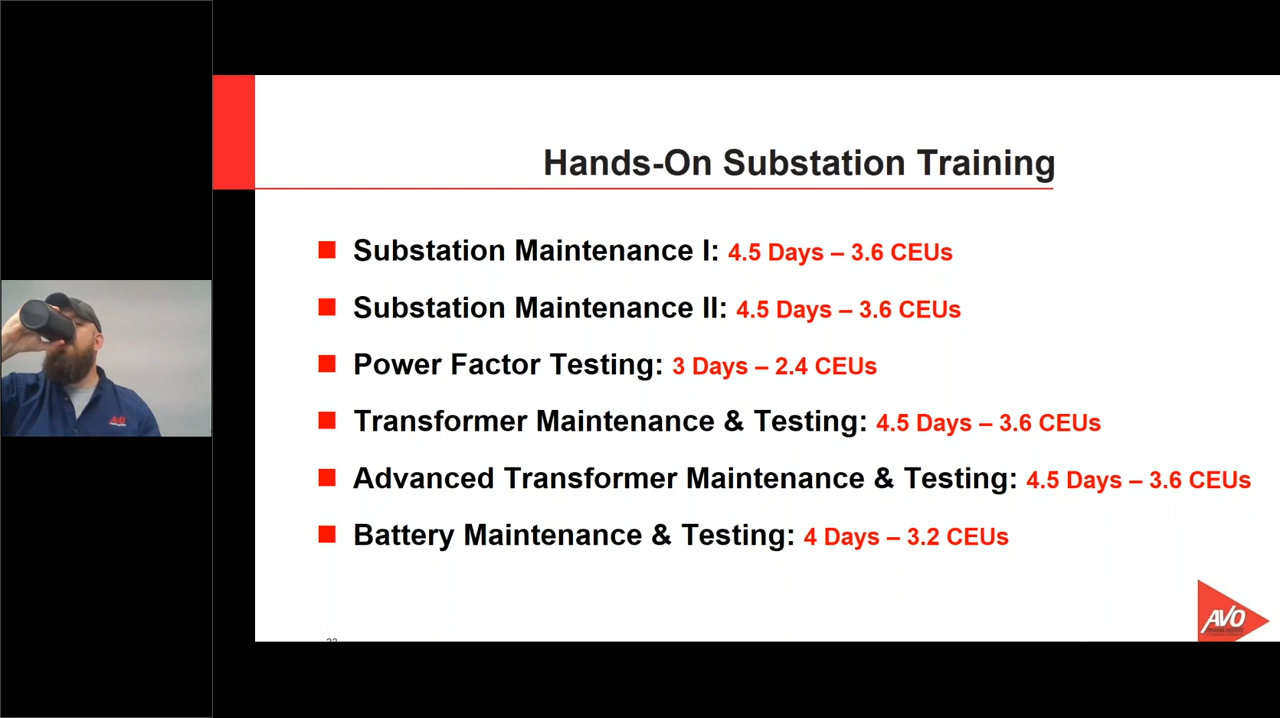 Hands-On Substation Training
Substation Maintenance I: 4.5 Days – 3.6 CEUs
Substation Maintenance II: 4.5 Days – 3.6 CEUs
Power Factor Testing: 3 Days – 2.4 CEUs
Transformer Maintenance & Testing: 4.5 Days – 3.6 CEUs
Advanced Transformer Maintenance & Testing: 4.5 Days – 3.6 CEUs
Battery Maintenance & Testing: 4 Days – 3.2 CEUs
AVO